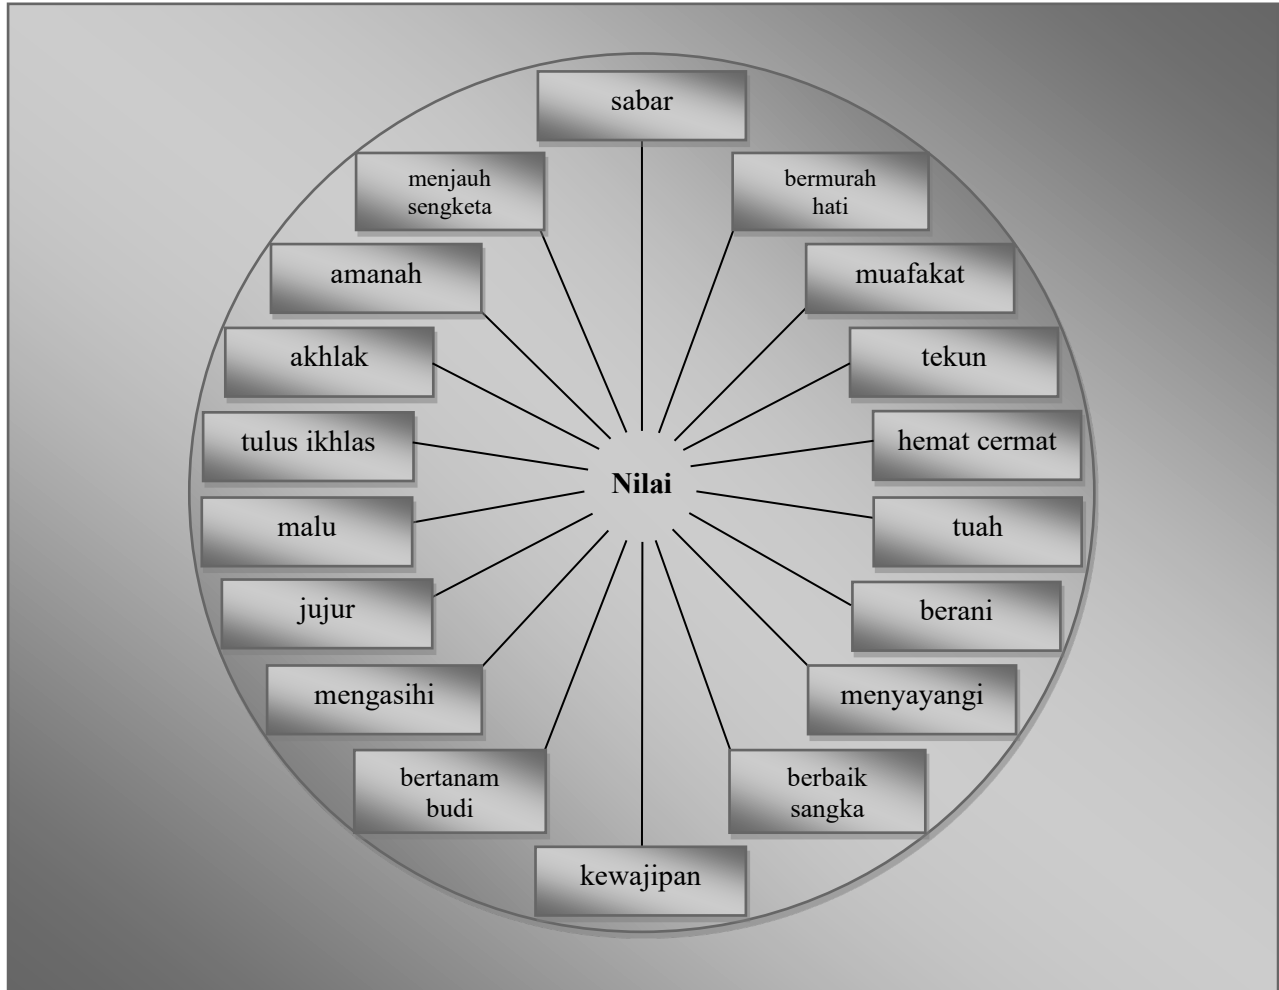 sabar
menjauh
sengketa
bermurah
hati
amanah
muafakat
akhlak
tekun
tulus ikhlas
hemat cermat
Nilai
malu
tuah
jujur
berani
mengasihi
menyayangi
bertanam
budi
berbaik
sangka
kewajipan